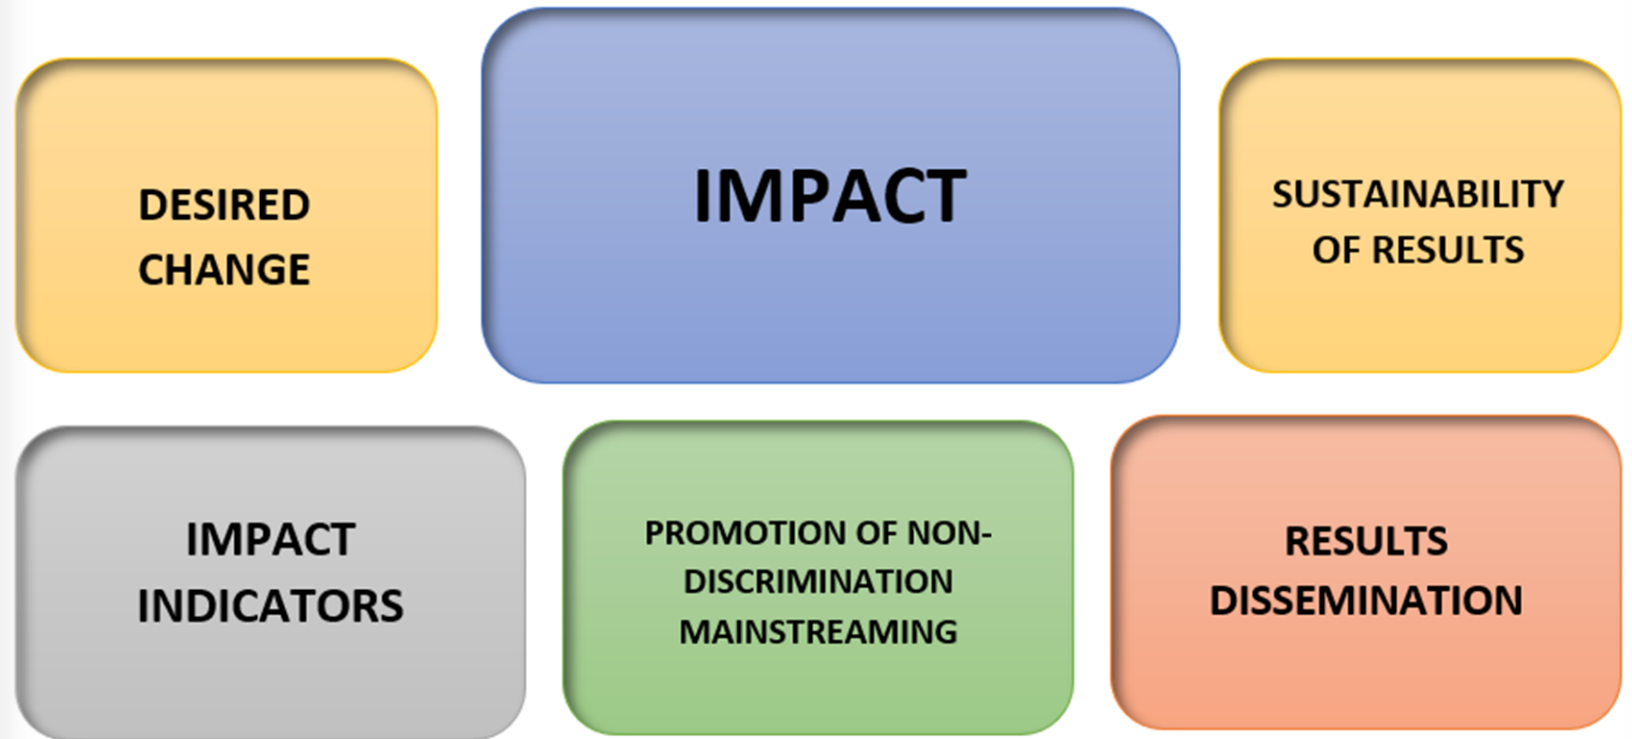 DESIRED
CHANGE
IMPACT
SUSTAINABILITY
OF RESULTS
IMPACT
INDICATORS
PROMOTION OF NON-
DISCRIMINATION
MAINSTREAMING
RESULTS
DISSEMINATION